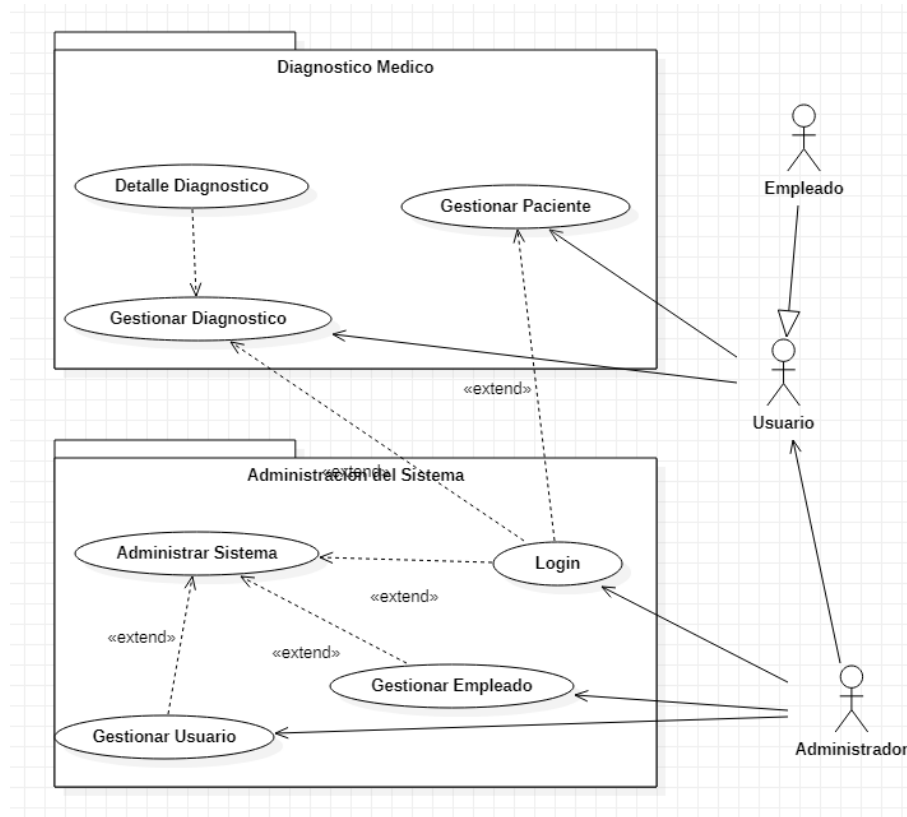 Diagnostico Medico
Empleado
Detalle Diagnostico
Gestionar Paciente
Gestionar Diagnostico
«extend»
Usuario
«extend»
Administración del Sistema
Administrar Sistema
Login
«extend»
«extend»
«extend»
Gestionar Empleado
Gestionar Usuario
Administrador